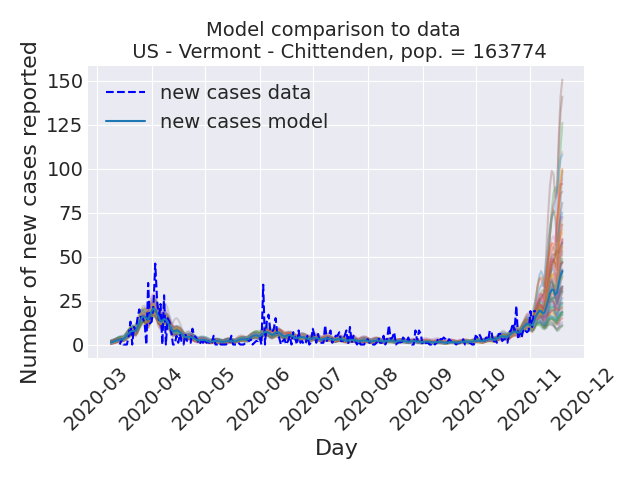 Model comparison to data
US - Vermont - Chittenden, pop. = 163774
Number of new cases reported
150
125
100
75
50
25
0
new cases data
new cases model
2020-03
2020-04
2020-05
2020-06
2020-07
2020-08
2020-09
2020-10
2020-11
2020-12
Day